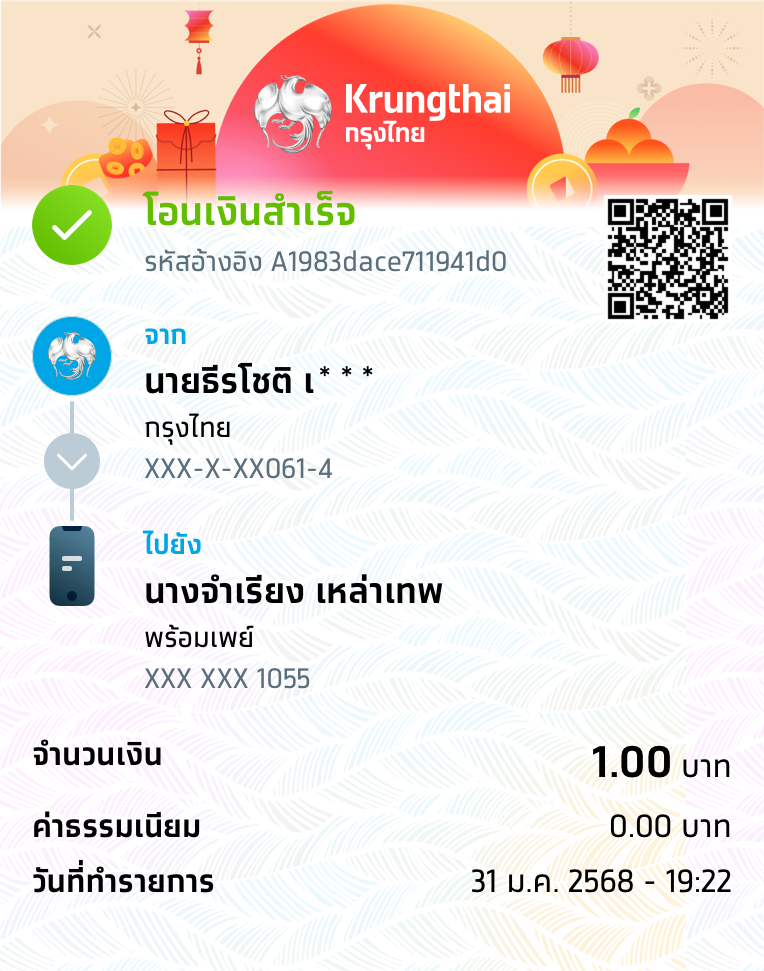 Krungthai
กรุงไทย
โอนเงินสำเร็จ
รหัสอ้างอิง A1983dace711941d0
จาก
นายธีรโชติ เ* * *
กรุงไทย
XXX-X-XX061-4
ไปยัง
นางจำเรียง เหล่าเทพ
พร้อมเพย์
XXX XXX 1055
จำนวนเงิน 1.00 บาท
ค่าธรรมเนียม 0.00 บาท
วันที่ทำรายการ 31 ม.ค. 2568 - 19:22